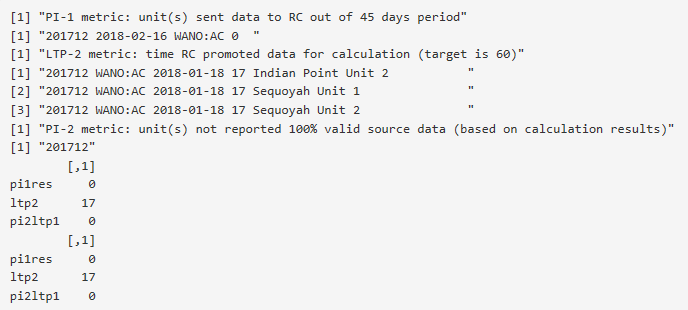 [1] "PI-1 metric: unit(s) sent data to RC out of 45 days period"
[1] "201712 2018-02-16 WANO:AC 0  "
[1] "LTP-2 metric: time RC promoted data for calculation (target is 60)"
[1] "201712 WANO:AC 2018-01-18 17 Indian Point Unit 2           "
[2] "201712 WANO:AC 2018-01-18 17 Sequoyah Unit 1               "
[3] "201712 WANO:AC 2018-01-18 17 Sequoyah Unit 2               "
[1] "PI-2 metric: unit(s) not reported 100% valid source data (based on calculation results)"
[1] "201712"
        [,1]
pi1res     0
ltp2      17
pi2ltp1    0
        [,1]
pi1res     0
ltp2      17
pi2ltp1    0